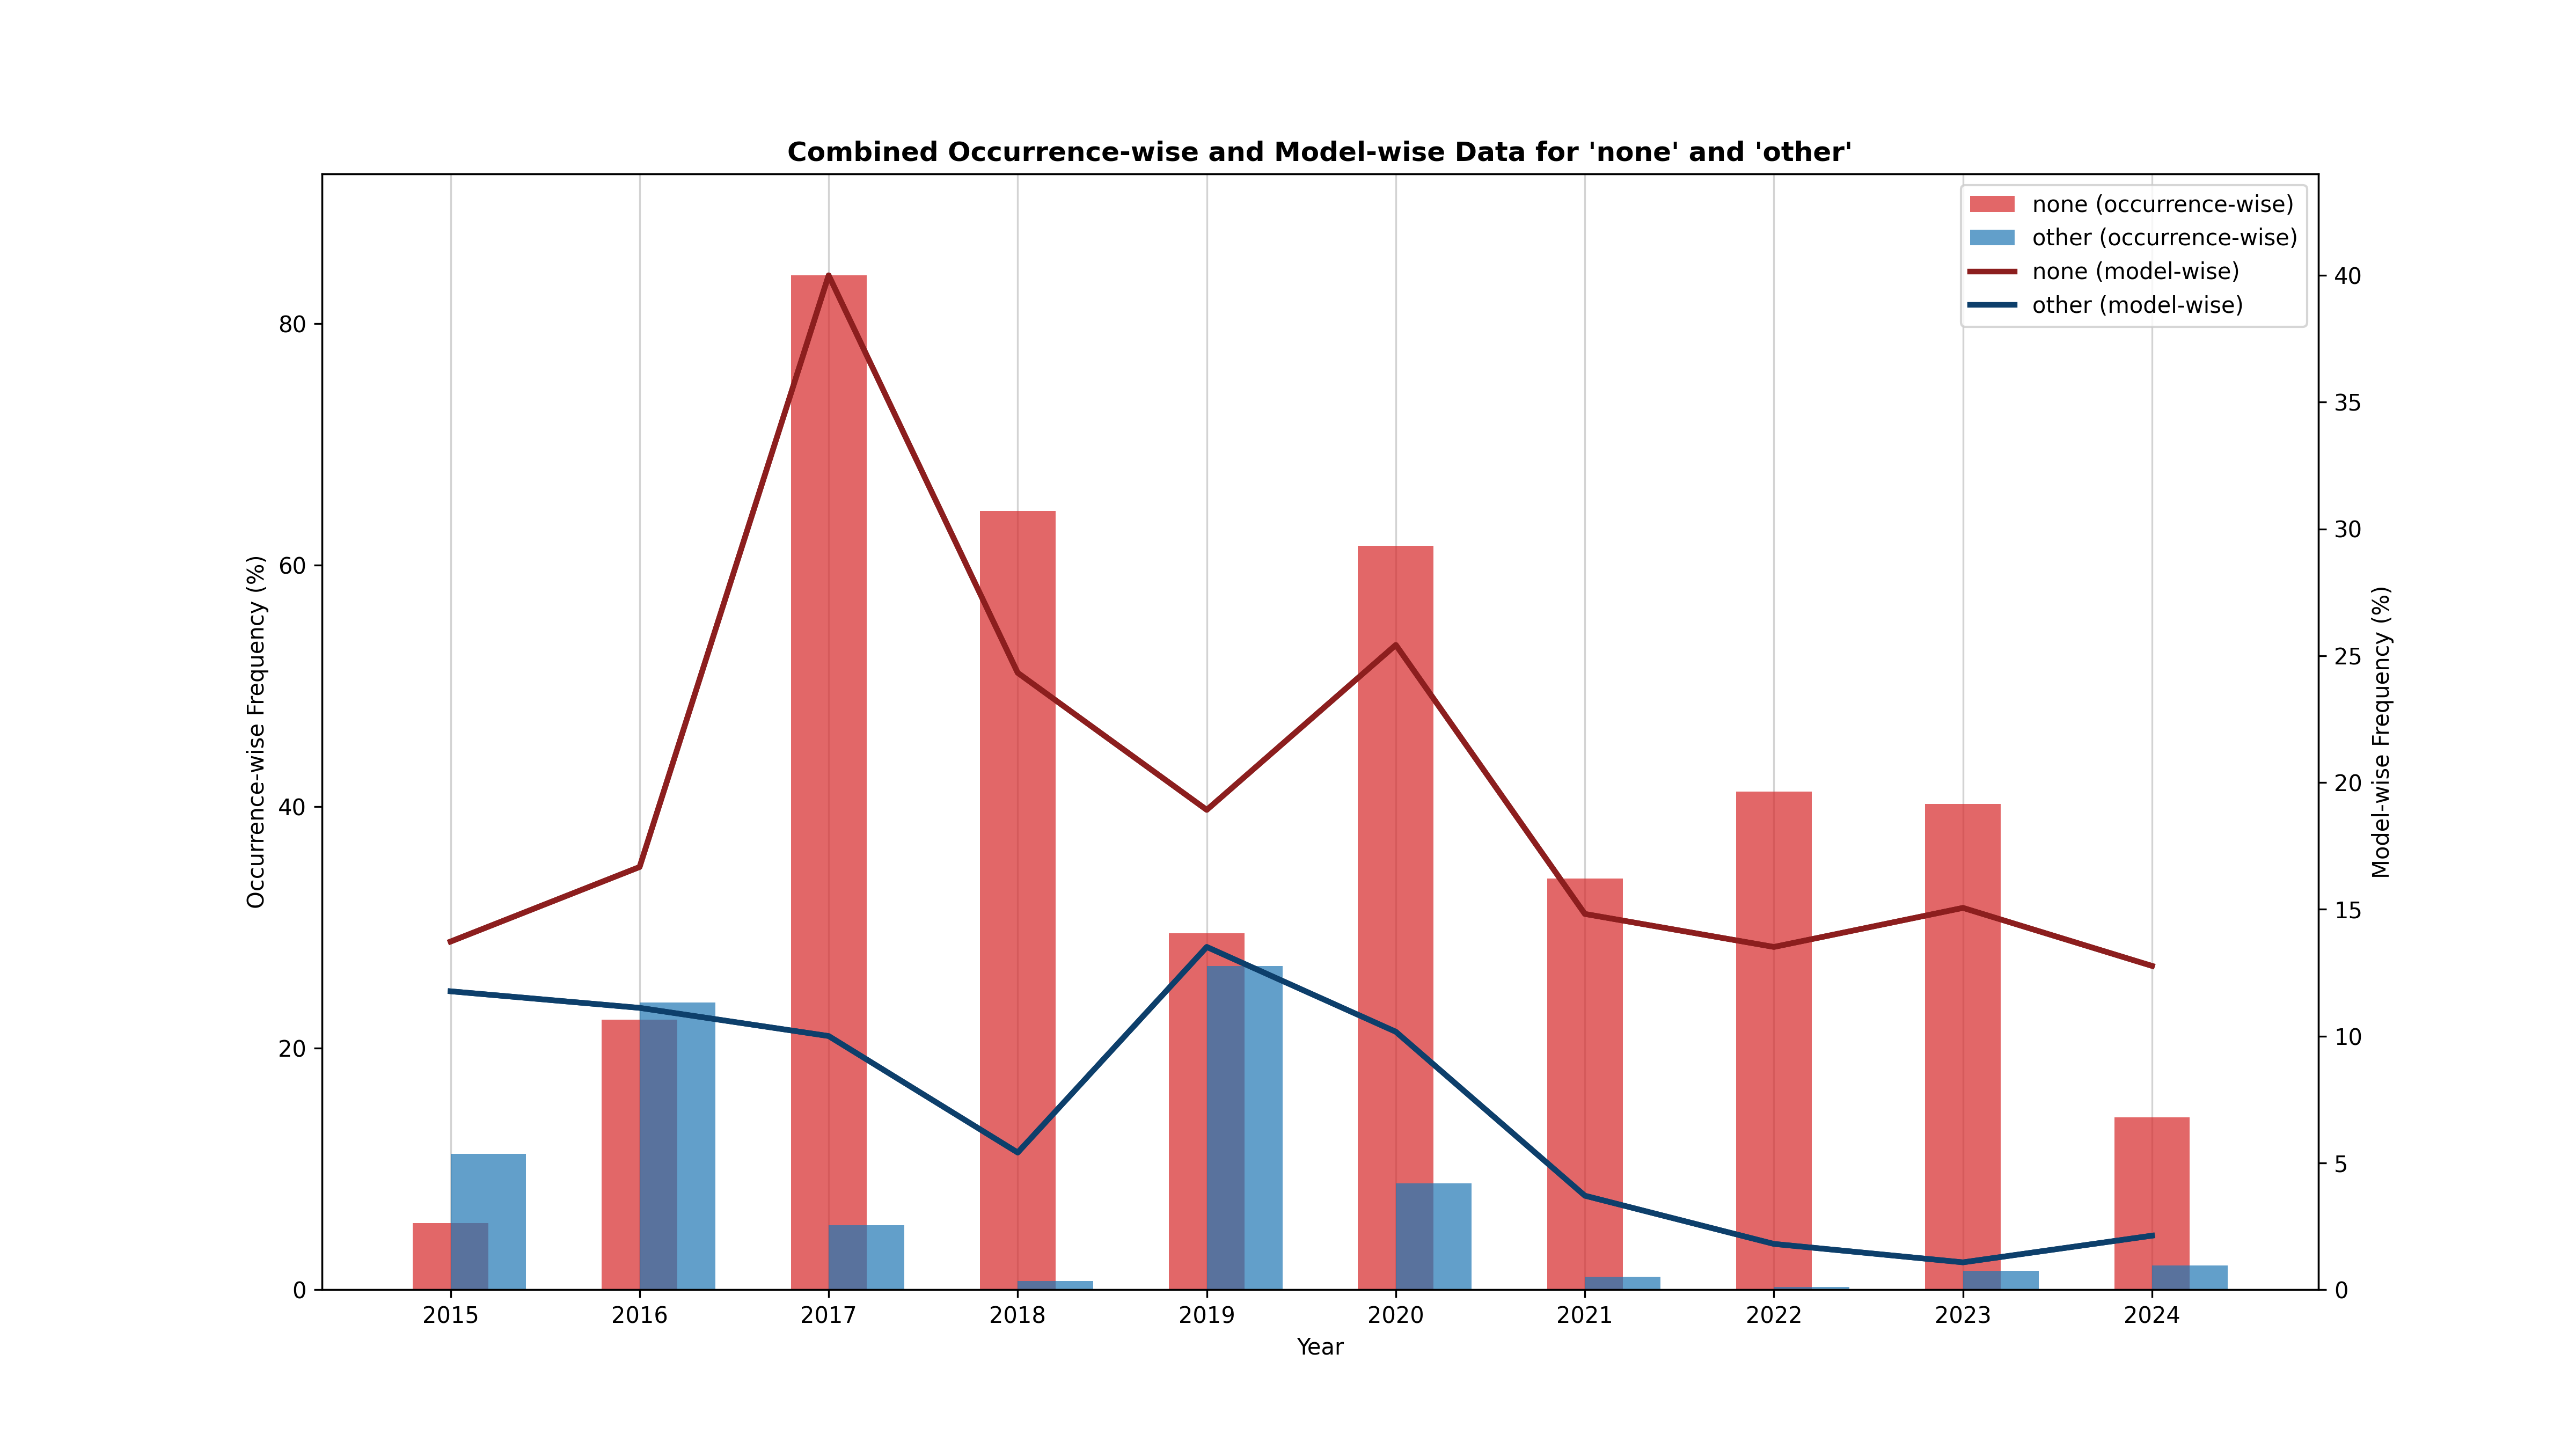 Combined Occurrence-wise and Model-wise Data for 'none' and 'other'
none (occurrence-wise)
other (occurrence-wise)
none (model-wise)
other (model-wise)
Occurrence-wise Frequency (%)
80
60
40
20
0
Model-wise Frequency (%)
40
35
30
25
20
15
10
5
0
2015 2016 2017 2018 2019 2020 2021 2022 2023 2024
Year